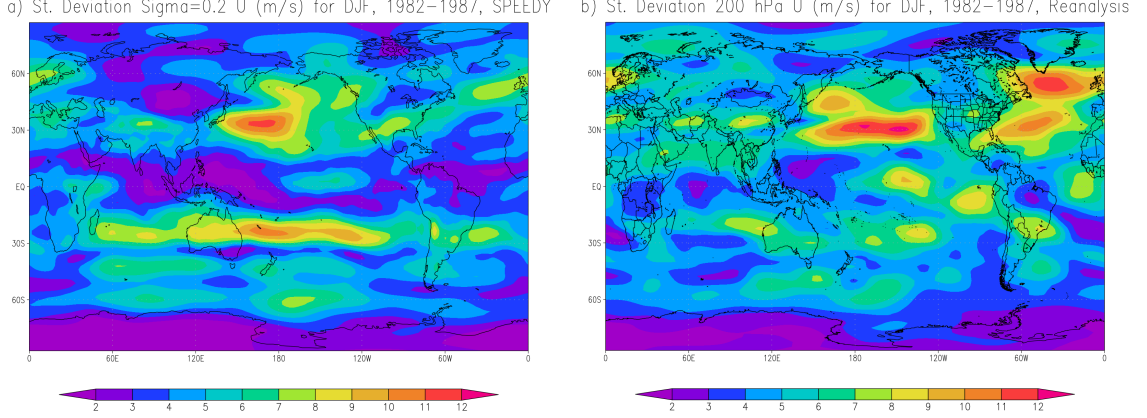 a) St. Deviation Sigma=0.2 U (m/s) for DJF, 1982-1987, SPEEDY
60N
30N
EQ
30S
60S
0 60E 120E 180 120W 60W 0
2 3 4 5 6 7 8 9 10 11 12
b) St. Deviation 200 hPa U (m/s) for DJF, 1982-1987, Reanalysis
60N
30N
EQ
30S
60S
0 60E 120E 180 120W 60W 0
2 3 4 5 6 7 8 9 10 11 12